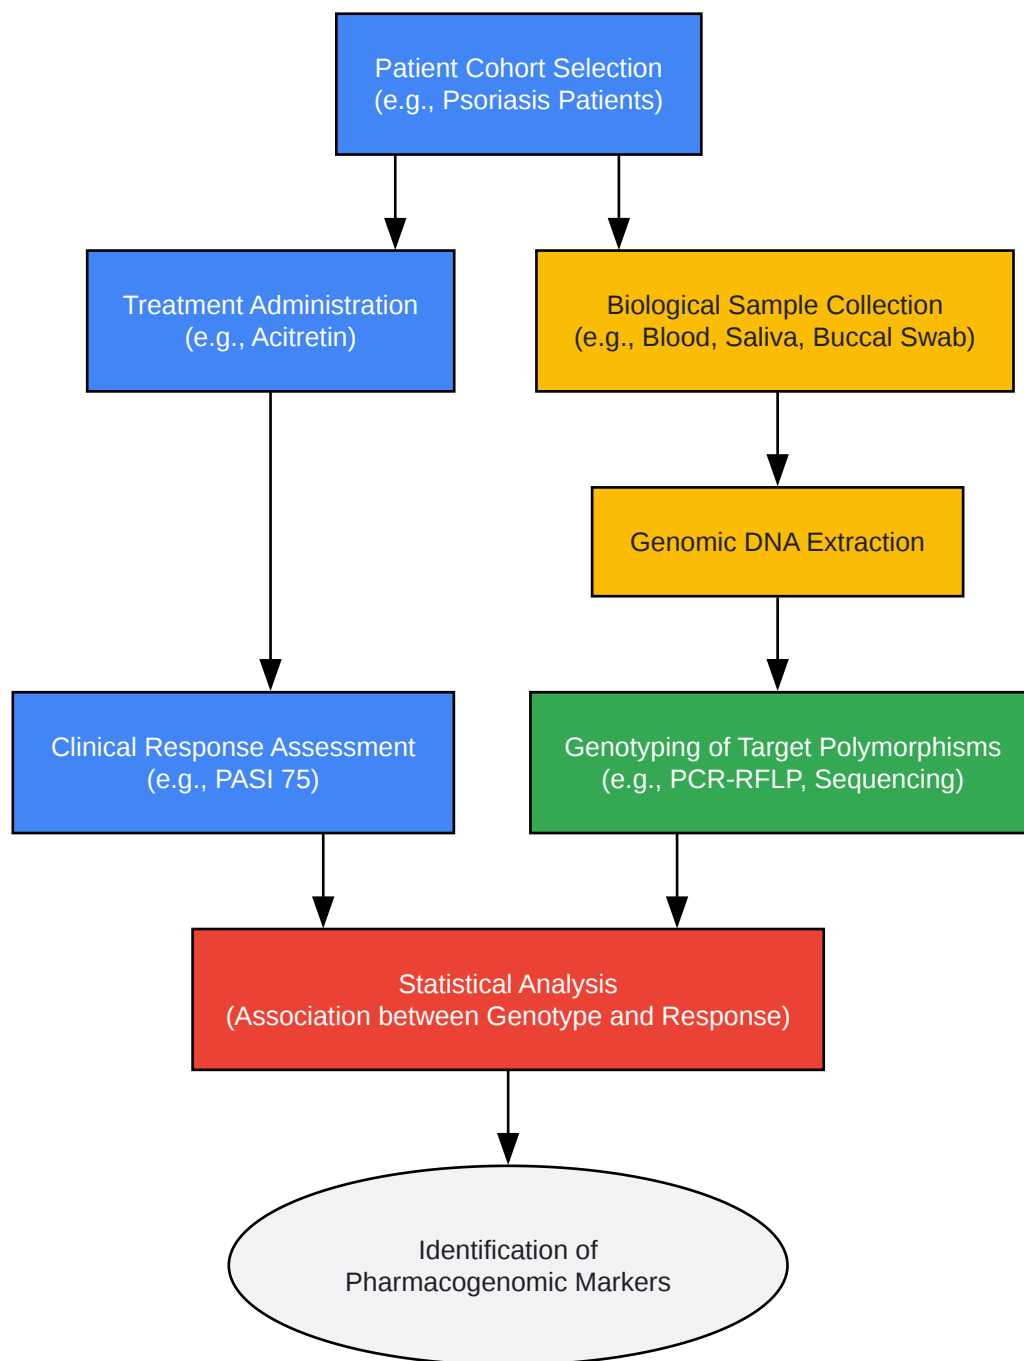 Patient Cohort Selection
(e.g., Psoriasis Patients)
Treatment Administration
(e.g., Acitretin)
Biological Sample Collection
(e.g., Blood, Saliva, Buccal Swab)
Genomic DNA Extraction
Clinical Response Assessment
(e.g., PASI 75)
Genotyping of Target Polymorphisms
(e.g., PCR-RFLP, Sequencing)
Statistical Analysis
(Association between Genotype and Response)
Identification of
Pharmacogenomic Markers